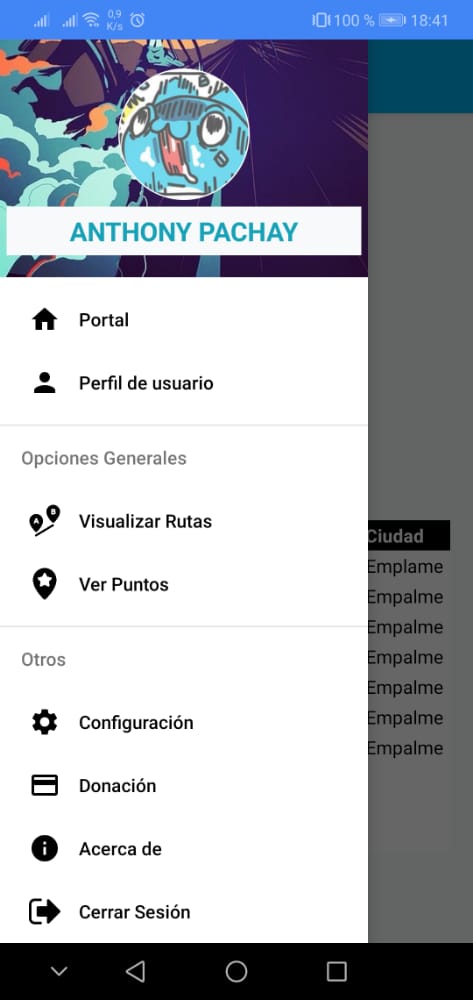 0,9
K/s
100 %
18:41
ANTHONY PACHAY
Portal
Perfil de usuario
Opciones Generales
A B
Visualizar Rutas
Ver Puntos
Otros
Configuración
Donación
Acerca de
Cerrar Sesión
Ciudad
Emplame
Empalme
Empalme
Empalme
Empalme
Empalme
Empalme